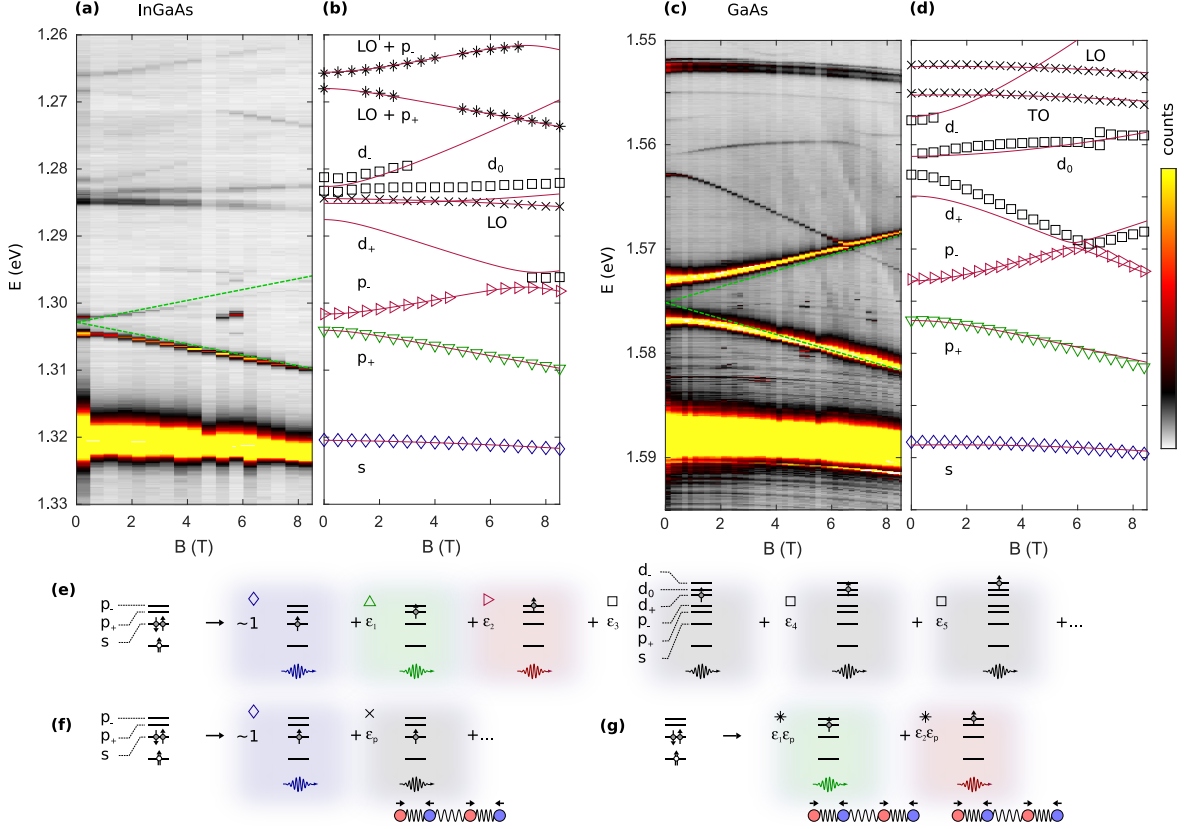 (a) InGaAs (b) (c) GaAs (d)
1.26
1.27
1.28
1.29
1.30
1.31
1.32
1.33
E (eV)
0 2 4 6 8
B (T)
LO + p-
LO + p+
d-
d0
LO
d+
p-
p+
s
0 2 4 6 8
B (T)
1.55
1.56
1.57
1.58
1.59
E (eV)
0 2 4 6 8
B (T)
LO
TO
d-
d0
d+
p-
p+
s
0 2 4 6 8
B (T)
counts
(e)
p-
p+
s
~1 + ε1 + ε2 + ε3 + ε4 + ε5 +...
d-
d0
d+
p-
p+
s
(f)
p-
p+
s
~1 + εp +...
(g)
ε1εp + ε2εp